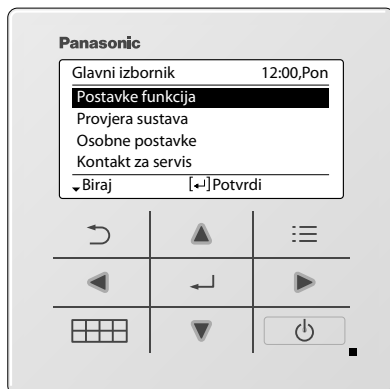 Panasonic
Glavni izbornik 12:00,Pon
Postavke funkcija
Provjera sustava
Osobne postavke
Kontakt za servis
Biraj [↵]Potvrdi